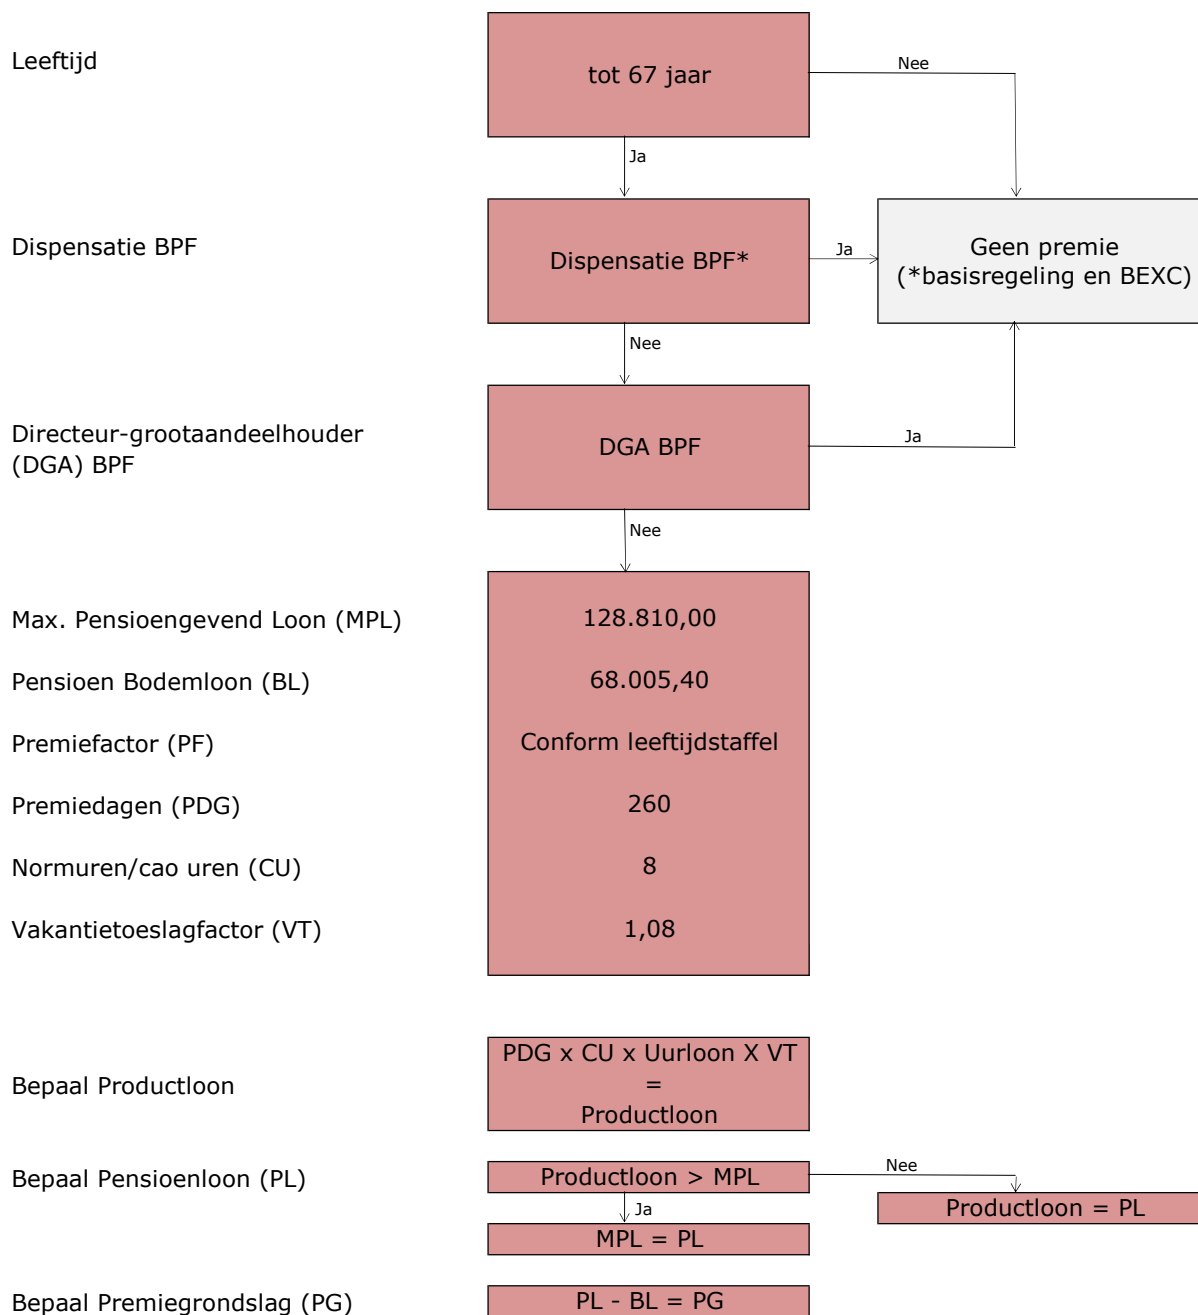 Leeftijd
tot 67 jaar
Nee
Ja
Dispensatie BPF
Dispensatie BPF*
Ja
Geen premie
(*basisregeling en BEXC)
Nee
Directeur-grootaandeelhouder
(DGA) BPF
DGA BPF
Ja
Nee
Max. Pensioengevend Loon (MPL)
128.810,00
Pensioen Bodemloon (BL)
68.005,40
Premiefactor (PF)
Conform leeftijdstaffel
Premiedagen (PDG)
260
Normuren/cao uren (CU)
8
Vakantietoeslagfactor (VT)
1,08
Bepaal Productloon
PDG x CU x Uurloon X VT
=
Productloon
Bepaal Pensioenloon (PL)
Productloon > MPL
Nee
Productloon = PL
Ja
MPL = PL
Bepaal Premiegrondslag (PG)
PL - BL = PG